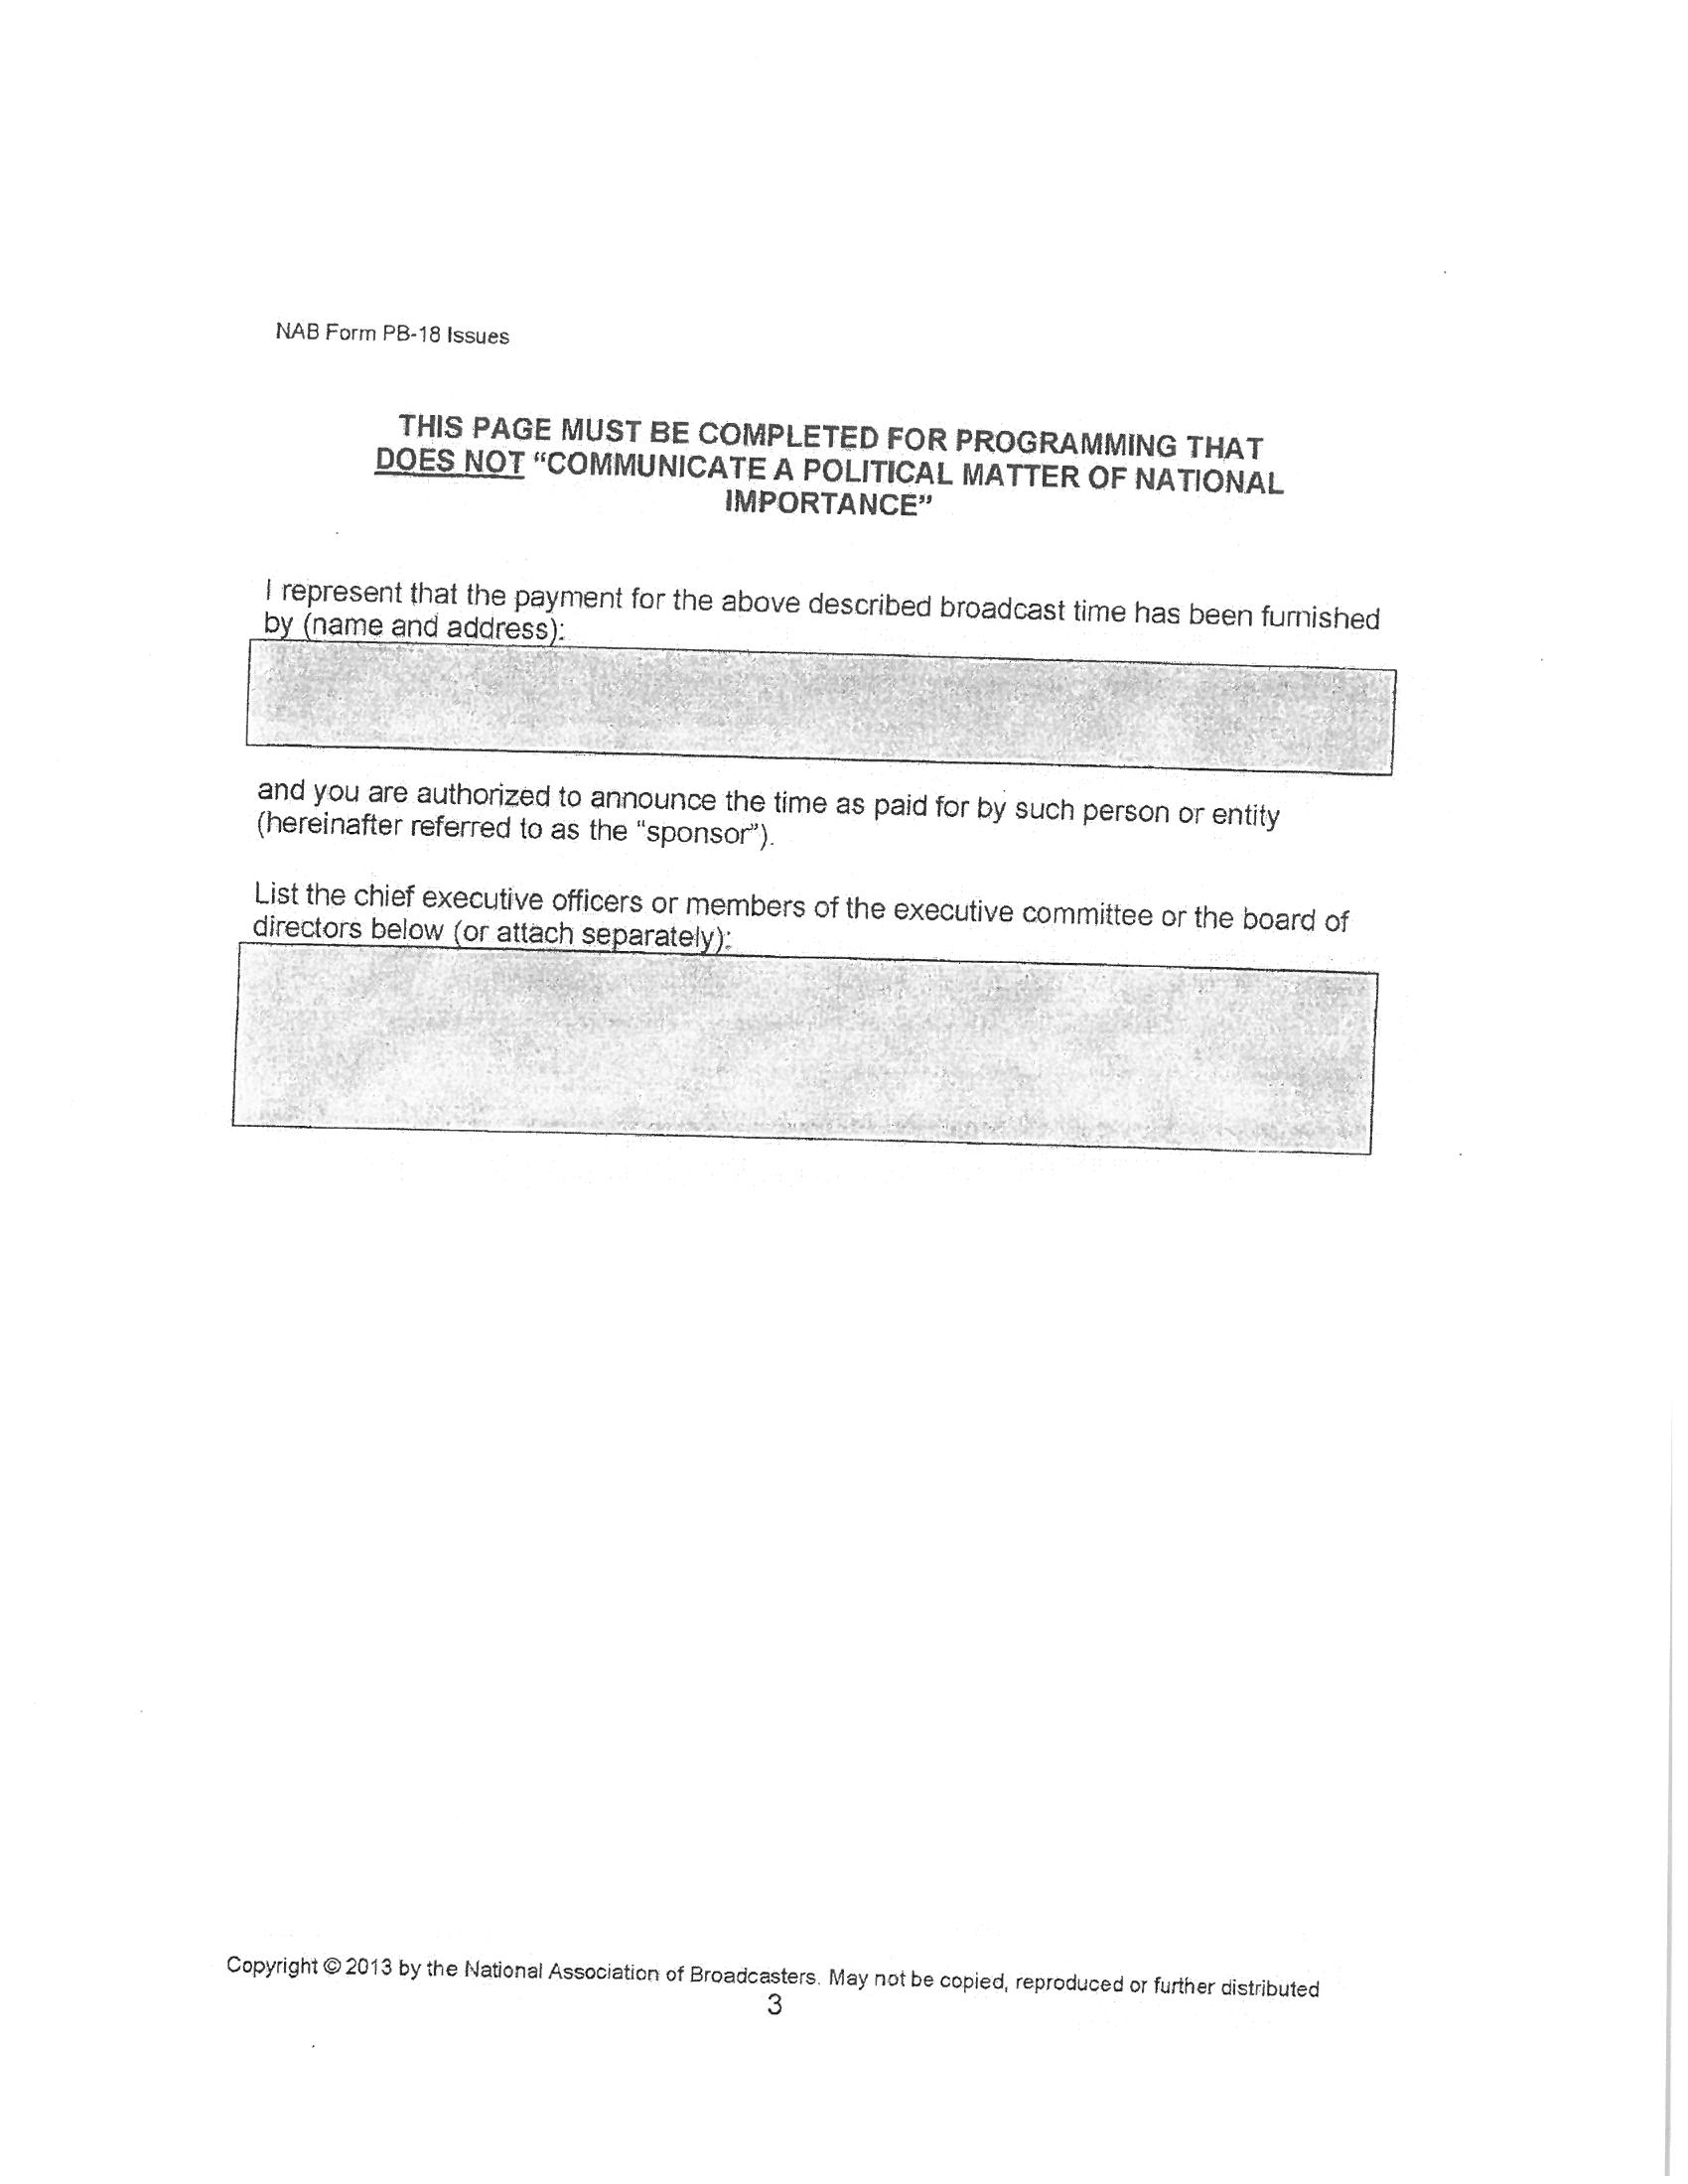 NAB Form PB-18 Issues
THIS PAGE MUST BE COMPLETED FOR PROGRAMMING THAT
DOES NOT “COMMUNICATE A POLITICAL MATTER OF NATIONAL
IMPORTANCE”
I represent that the payment for the above described broadcast time has been furnished
by (name and address):
and you are authorized to announce the time as paid for by such person or entity
(hereinafter referred to as the “sponsor”).
List the chief executive officers or members of the executive committee or the board of
directors below (or attach separately):
Copyright © 2013 by the National Association of Broadcasters. May not be copied, reproduced or further distributed
3